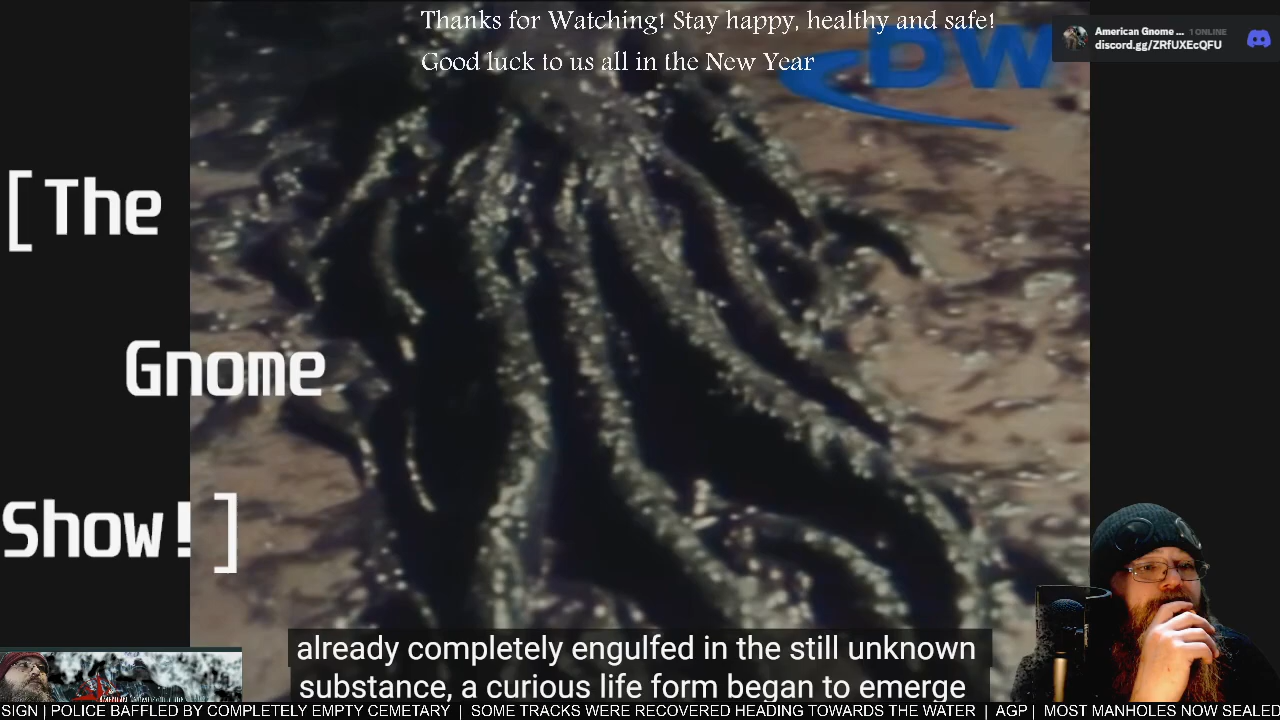 Thanks for Watching! Stay happy, healthy and safe!
Good luck to us all in the New Year
DW
American Gnome ... 1 ONLINE
discord.gg/ZRfUXEcQFU
[The
Gnome
Show! ]
already completely engulfed in the still unknown
substance, a curious life form began to emerge
SIGN | POLICE BAFFLED BY COMPLETELY EMPTY CEMETARY | SOME TRACKS WERE RECOVERED HEADING TOWARDS THE WATER | AGP | MOST MANHOLES NOW SEALED